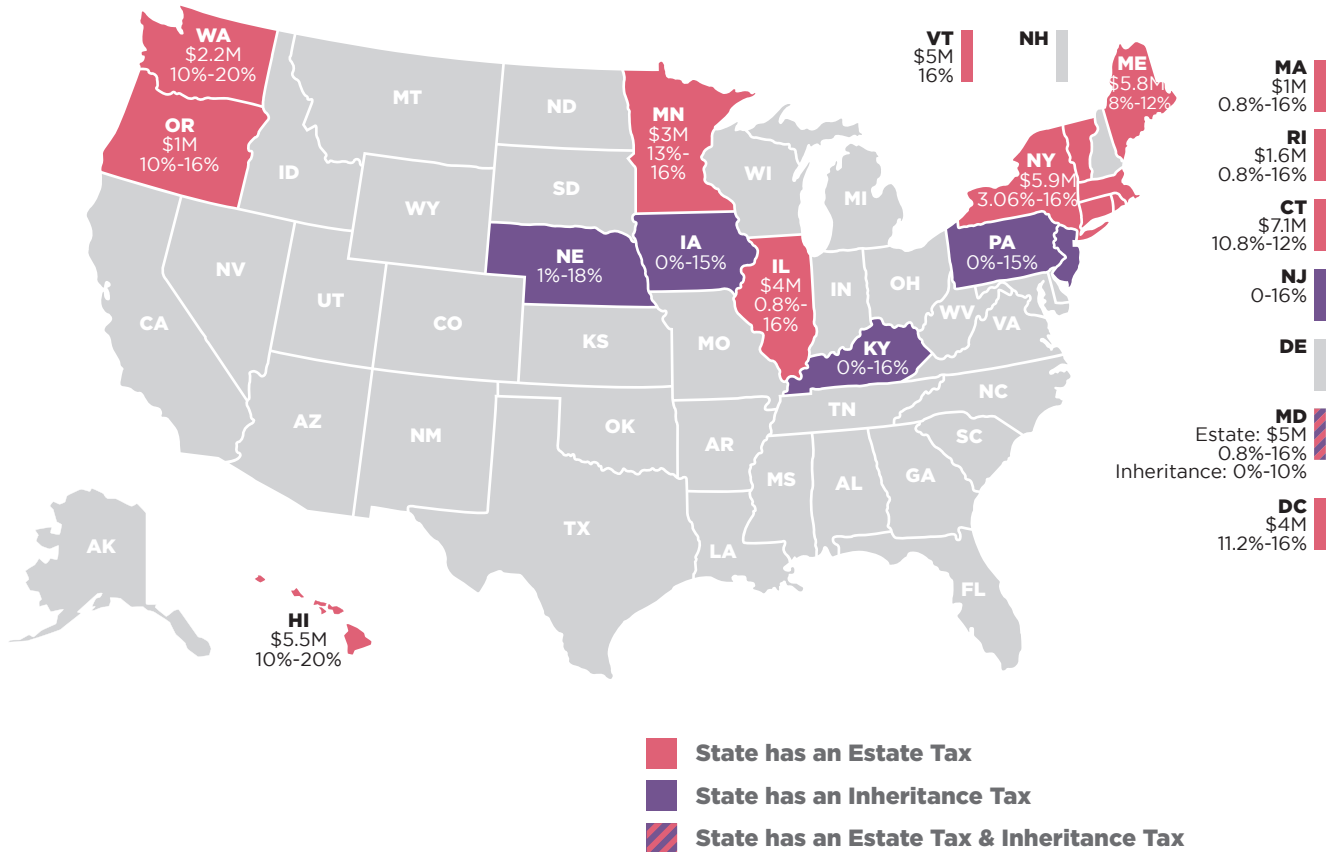 WA
$2.2M
10%-20%
OR
$1M
10%-16%
ID
MT
ND
SD
WY
NV
CA
UT
CO
AZ
NM
MN
$3M
13%-
16%
WI
MI
NE
1%-18%
IA
0%-15%
IL
$4M
0.8%-
16%
IN
OH
KS
MO
KY
0%-16%
WV
VA
PA
0%-15%
NY
$5.9M
3.06%-16%
ME
$5.8M
8%-12%
OK
AR
TN
NC
SC
MS
AL
GA
TX
LA
FL
AK
HI
$5.5M
10%-20%
VT
$5M
16%
NH
MA
$1M
0.8%-16%
RI
$1.6M
0.8%-16%
CT
$7.1M
10.8%-12%
NJ
0-16%
DE
MD
Estate: $5M
0.8%-16%
Inheritance: 0%-10%
DC
$4M
11.2%-16%
State has an Estate Tax
State has an Inheritance Tax
State has an Estate Tax & Inheritance Tax